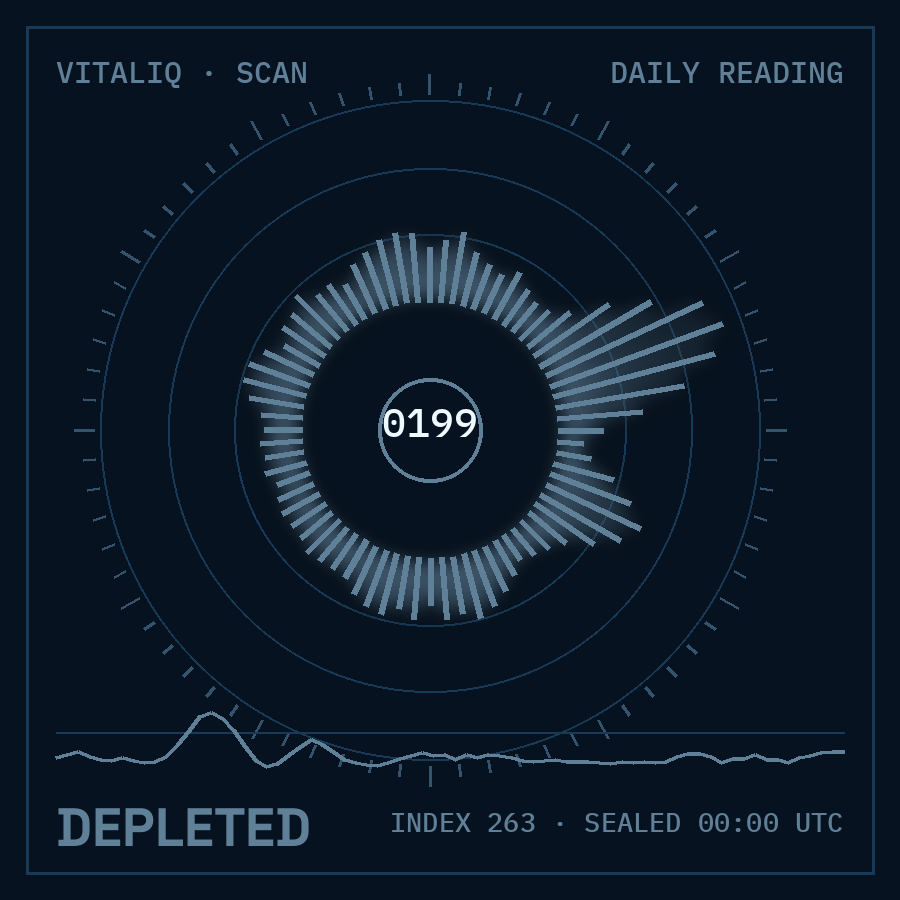 VITALIQ · SCAN
DAILY READING
0199
DEPLETED
INDEX 263 · SEALED 00:00 UTC